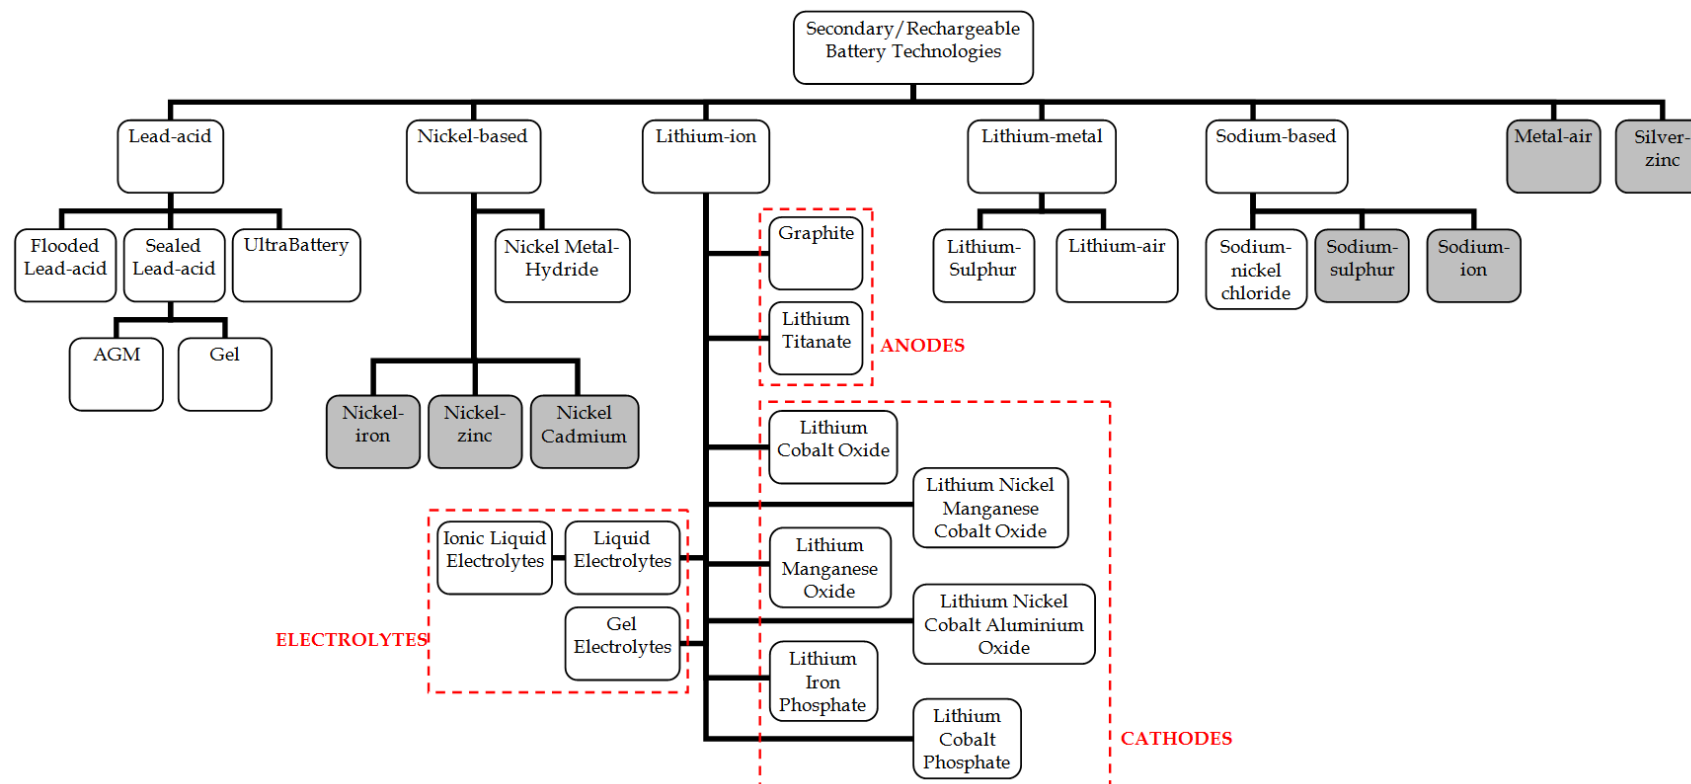 Secondary/Rechargeable
Battery Technologies
Lead-acid
Nickel-based
Lithium-ion
Lithium-metal
Sodium-based
Metal-air
Silver-
zinc
Flooded
Lead-acid
Sealed
Lead-acid
UltraBattery
Nickel Metal-
Hydride
Graphite
Lithium-
Sulphur
Lithium-air
Sodium-
nickel
chloride
Sodium-
sulphur
Sodium-
ion
AGM
Gel
Lithium
Titanate
ANODES
Nickel-
iron
Nickel-
zinc
Nickel
Cadmium
Lithium
Cobalt Oxide
Lithium Nickel
Manganese
Cobalt Oxide
Ionic Liquid
Electrolytes
Liquid
Electrolytes
Lithium
Manganese
Oxide
Lithium Nickel
Cobalt Aluminium
Oxide
Gel
Electrolytes
ELECTROLYTES
Lithium
Iron
Phosphate
Lithium
Cobalt
Phosphate
CATHODES